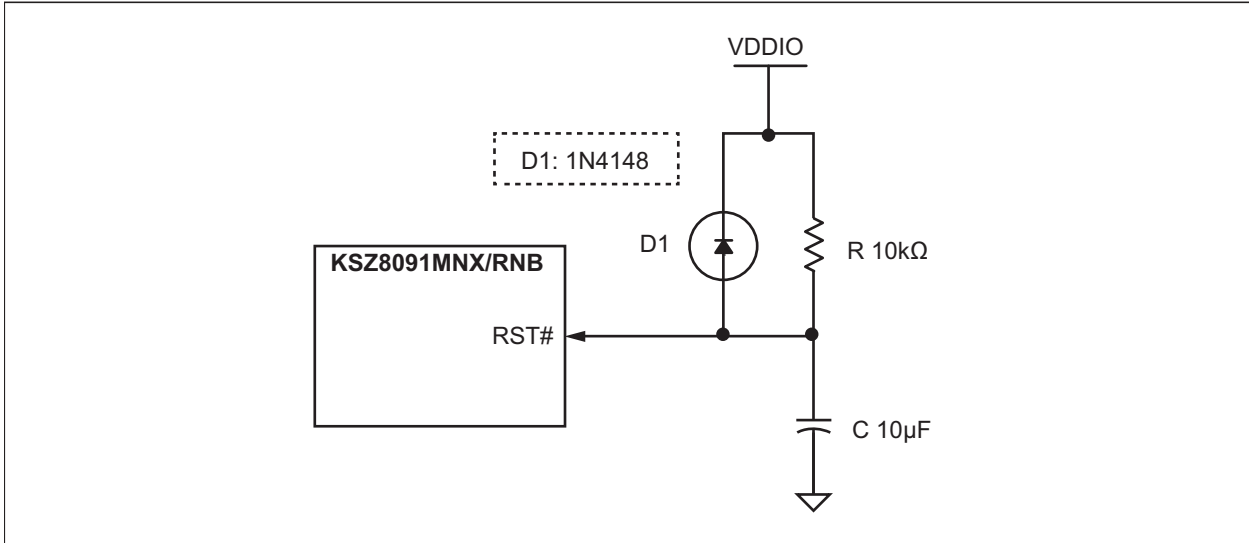 VDDIO
D1: 1N4148
D1
R 10kΩ
KSZ8091MNX/RNB
RST#
C 10µF